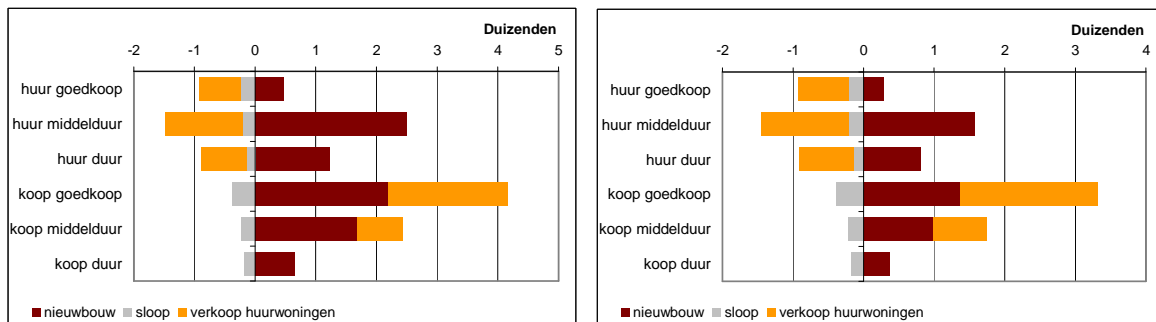 Duizenden
-2 -1 0 1 2 3 4 5
huur goedkoop
huur middelduur
huur duur
koop goedkoop
koop middelduur
koop duur
nieuwbouw sloop verkoop huurwoningen
Duizenden
-2 -1 0 1 2 3 4
huur goedkoop
huur middelduur
huur duur
koop goedkoop
koop middelduur
koop duur
nieuwbouw sloop verkoop huurwoningen